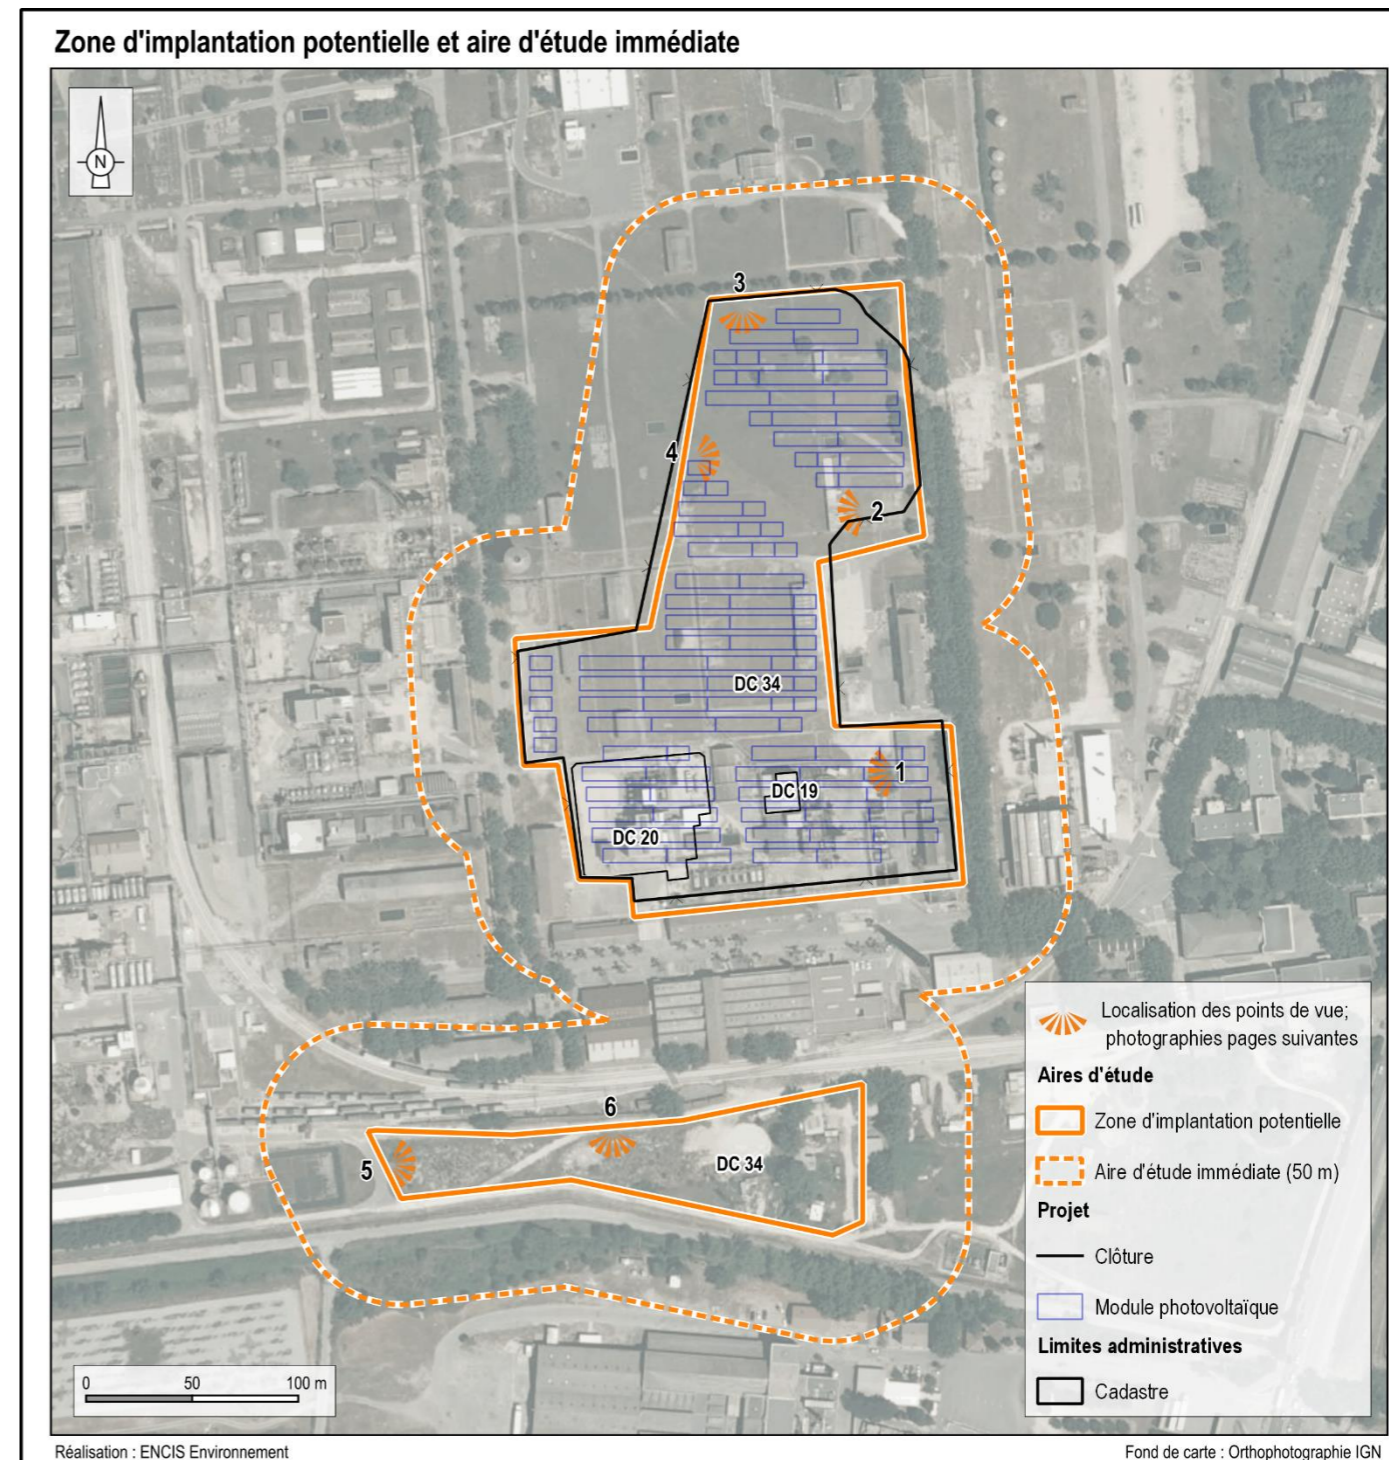 Zone d'implantation potentielle et aire d'étude immédiate
N
3
4
2
DC 34
1
DC 19
DC 20
6
5
DC 34
Localisation des points de vue;
photographies pages suivantes
Aires d'étude
Zone d'implantation potentielle
Aire d'étude immédiate (50 m)
Projet
Clôture
Module photovoltaïque
Limites administratives
Cadastre
0 50 100 m
Réalisation : ENCIS Environnement
Fond de carte : Orthophotographie IGN